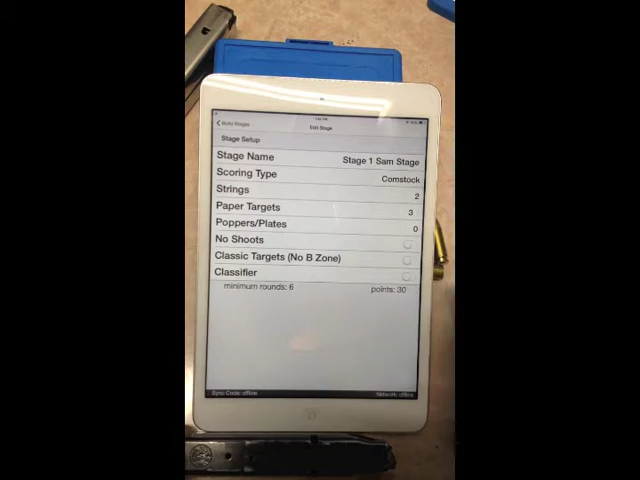 Build Stages
Edit Stage
Stage Setup
Stage Name Stage 1 Sam Stage
Scoring Type Comstock
Strings 2
Paper Targets 3
Poppers/Plates 0
No Shoots
Classic Targets (No B Zone)
Classifier
minimum rounds: 6 points: 30
Sync Code: offline Network: offline